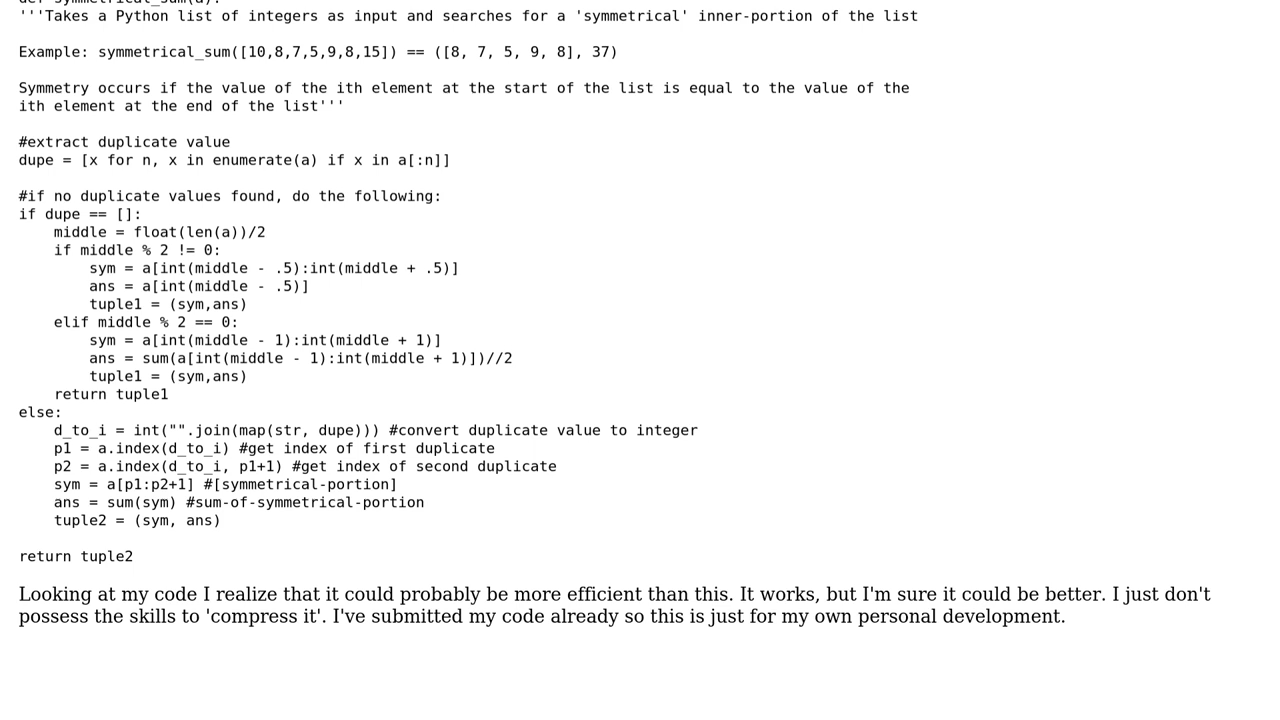 def symmetrical_sum(a):
'''Takes a Python list of integers as input and searches for a 'symmetrical' inner-portion of the list
Example: symmetrical_sum([10,8,7,5,9,8,15]) == ([8, 7, 5, 9, 8], 37)
Symmetry occurs if the value of the ith element at the start of the list is equal to the value of the
ith element at the end of the list'''
#extract duplicate value
dupe = [x for n, x in enumerate(a) if x in a[:n]]
#if no duplicate values found, do the following:
if dupe == []:
    middle = float(len(a))/2
    if middle % 2 != 0:
        sym = a[int(middle - .5):int(middle + .5)]
        ans = a[int(middle - .5)]
        tuple1 = (sym,ans)
    elif middle % 2 == 0:
        sym = a[int(middle - 1):int(middle + 1)]
        ans = sum(a[int(middle - 1):int(middle + 1)])//2
        tuple1 = (sym,ans)
    return tuple1
else:
    d_to_i = int("".join(map(str, dupe))) #convert duplicate value to integer
    p1 = a.index(d_to_i) #get index of first duplicate
    p2 = a.index(d_to_i, p1+1) #get index of second duplicate
    sym = a[p1:p2+1] #[symmetrical-portion]
    ans = sum(sym) #sum-of-symmetrical-portion
    tuple2 = (sym, ans)
return tuple2
Looking at my code I realize that it could probably be more efficient than this. It works, but I'm sure it could be better. I just don't
possess the skills to 'compress it'. I've submitted my code already so this is just for my own personal development.